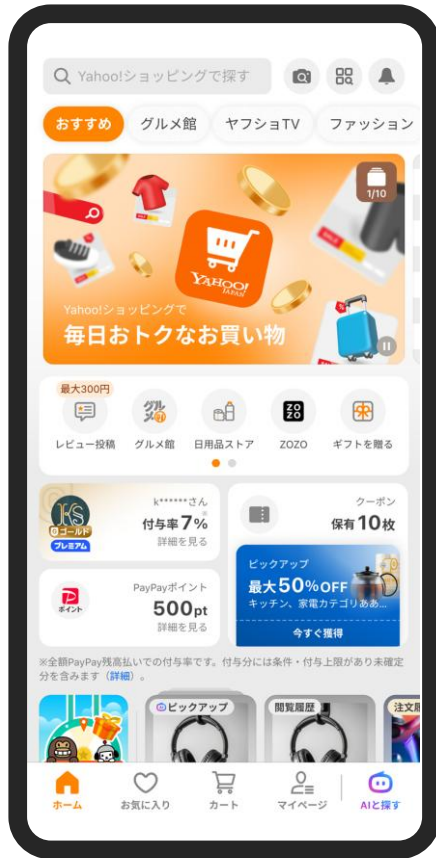 Yahoo!ショッピングで探す
おすすめ
グルメ館
ヤフショTV
ファッション
1/10
SALE
YAHOO!
JAPAN
Yahoo!ショッピングで
毎日おトクなお買い物
最大300円
グルメ
レビュー投稿
グルメ館
日用品ストア
ZOZO
ZOZO
ギフトを贈る
k******さん
付与率7%
※
詳細を見る
ゴールド
プレミアム
クーポン
保有10枚
PayPayポイント
500pt
詳細を見る
ポイント
ピックアップ
最大50%OFF
キッチン、家電カテゴリああ...
今すぐ獲得
※全額PayPay残高払いでの付与率です。付与分には条件・付与上限があり未確定
分を含みます（詳細）。
ピックアップ
閲覧履歴
注文履
ホーム
お気に入り
カート
マイページ
AIと探す